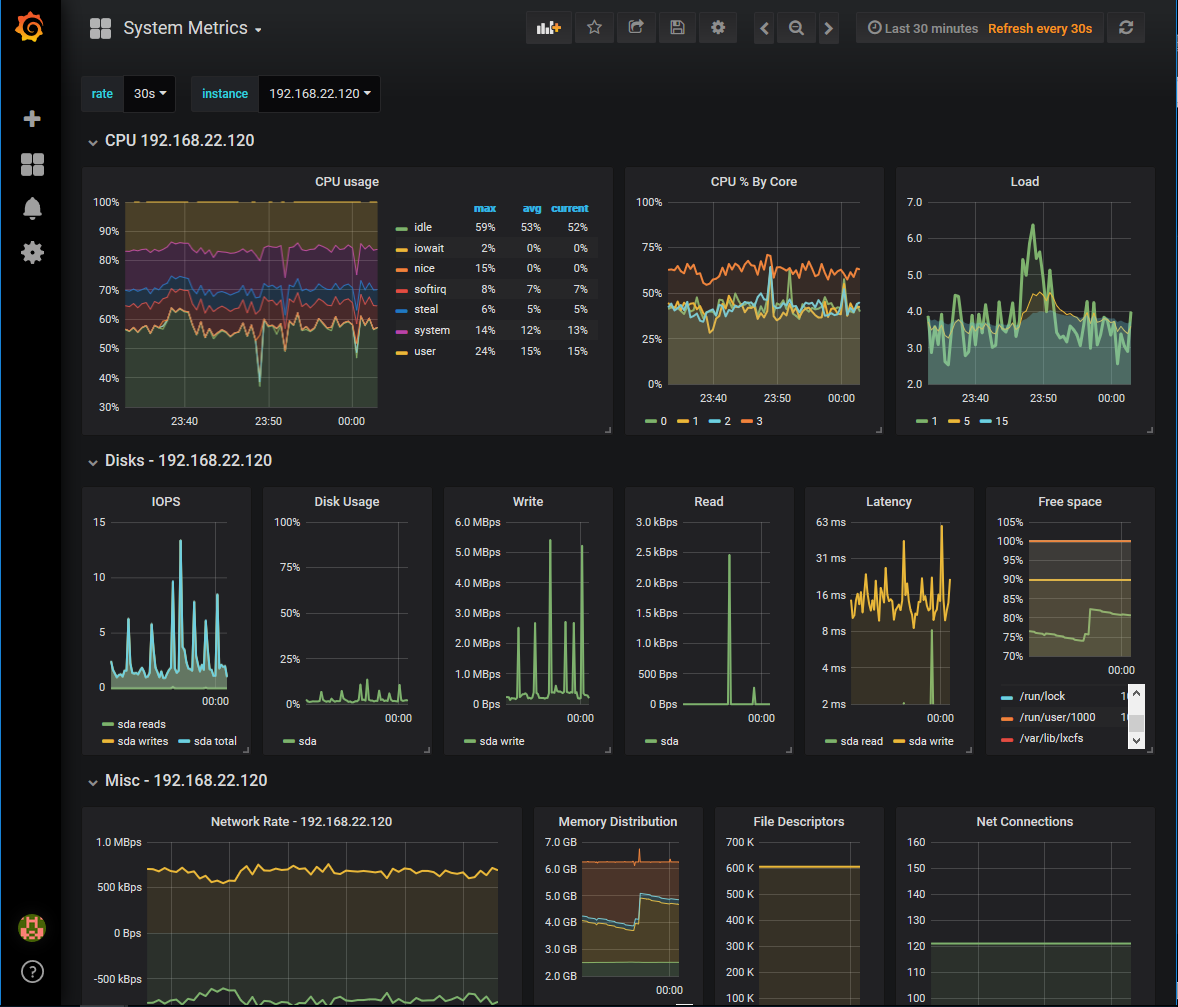 System Metrics
Last 30 minutes Refresh every 30s
rate 30s instance 192.168.22.120
CPU 192.168.22.120
CPU usage
100%
90%
80%
70%
60%
50%
40%
30%
23:40 23:50 00:00
max avg current
idle 59% 53% 52%
iowait 2% 0% 0%
nice 15% 0% 0%
softirq 8% 7% 7%
steal 6% 5% 5%
system 14% 12% 13%
user 24% 15% 15%
CPU % By Core
100%
75%
50%
25%
0%
23:40 23:50 00:00
0 1 2 3
Load
7.0
6.0
5.0
4.0
3.0
2.0
23:40 23:50 00:00
1 5 15
Disks - 192.168.22.120
IOPS
15
10
5
0
00:00
sda reads
sda writes sda total
Disk Usage
100%
75%
50%
25%
0%
00:00
sda
Write
6.0 MBps
5.0 MBps
4.0 MBps
3.0 MBps
2.0 MBps
1.0 MBps
0 Bps
00:00
sda write
Read
3.0 kBps
2.5 kBps
2.0 kBps
1.5 kBps
1.0 kBps
500 Bps
0 Bps
00:00
sda
Latency
63 ms
31 ms
16 ms
8 ms
4 ms
2 ms
00:00
sda read sda write
Free space
105%
100%
95%
90%
85%
80%
75%
70%
00:00
/run/lock
/run/user/1000
/var/lib/lxcfs
Misc - 192.168.22.120
Network Rate - 192.168.22.120
1.0 MBps
500 kBps
0 Bps
-500 kBps
Memory Distribution
7.0 GB
6.0 GB
5.0 GB
4.0 GB
3.0 GB
2.0 GB
00:00
File Descriptors
700 K
600 K
500 K
400 K
300 K
200 K
100 K
Net Connections
160
150
140
130
120
110
100